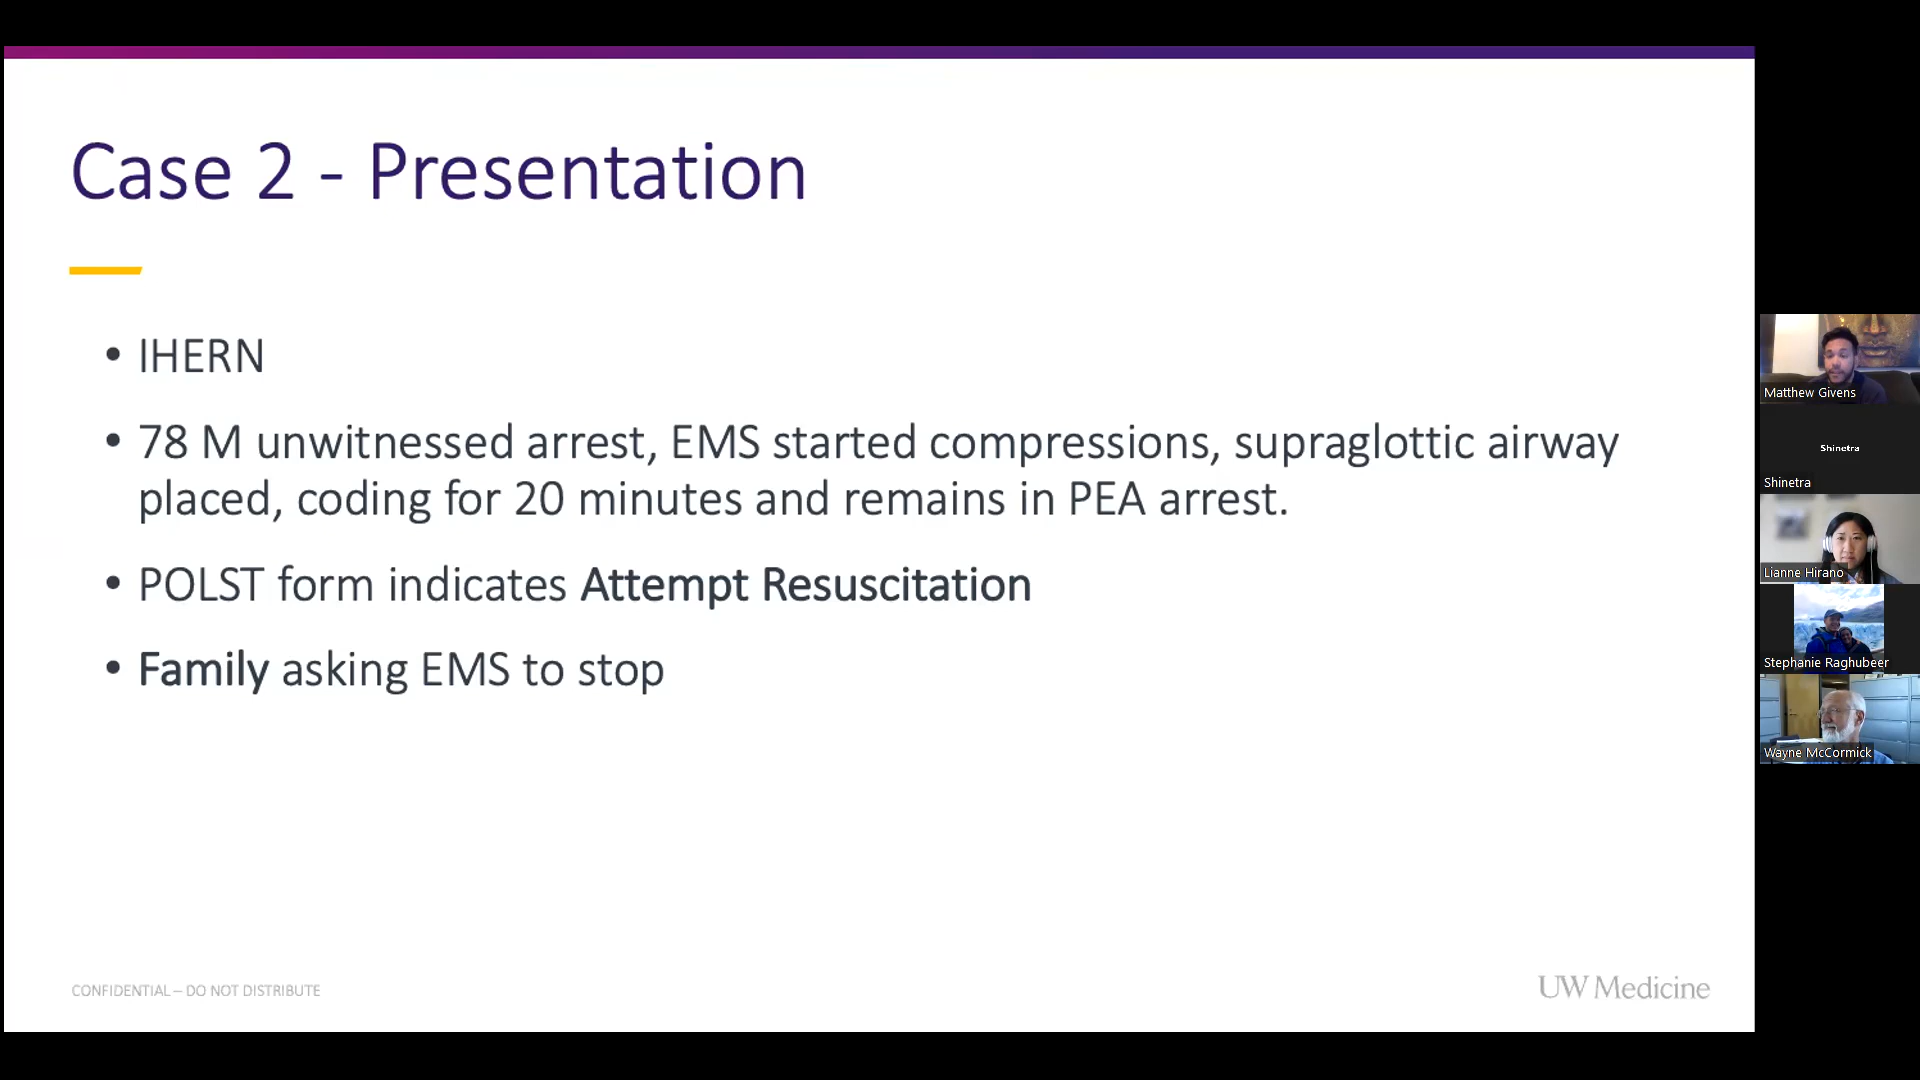 Case 2 - Presentation
• IHERN
• 78 M unwitnessed arrest, EMS started compressions, supraglottic airway
placed, coding for 20 minutes and remains in PEA arrest.
• POLST form indicates Attempt Resuscitation
• Family asking EMS to stop
CONFIDENTIAL – DO NOT DISTRIBUTE
UW Medicine
Matthew Givens
Shinetra
Shinetra
Lianne Hirano
Stephanie Raghubeer
Wayne McCormick